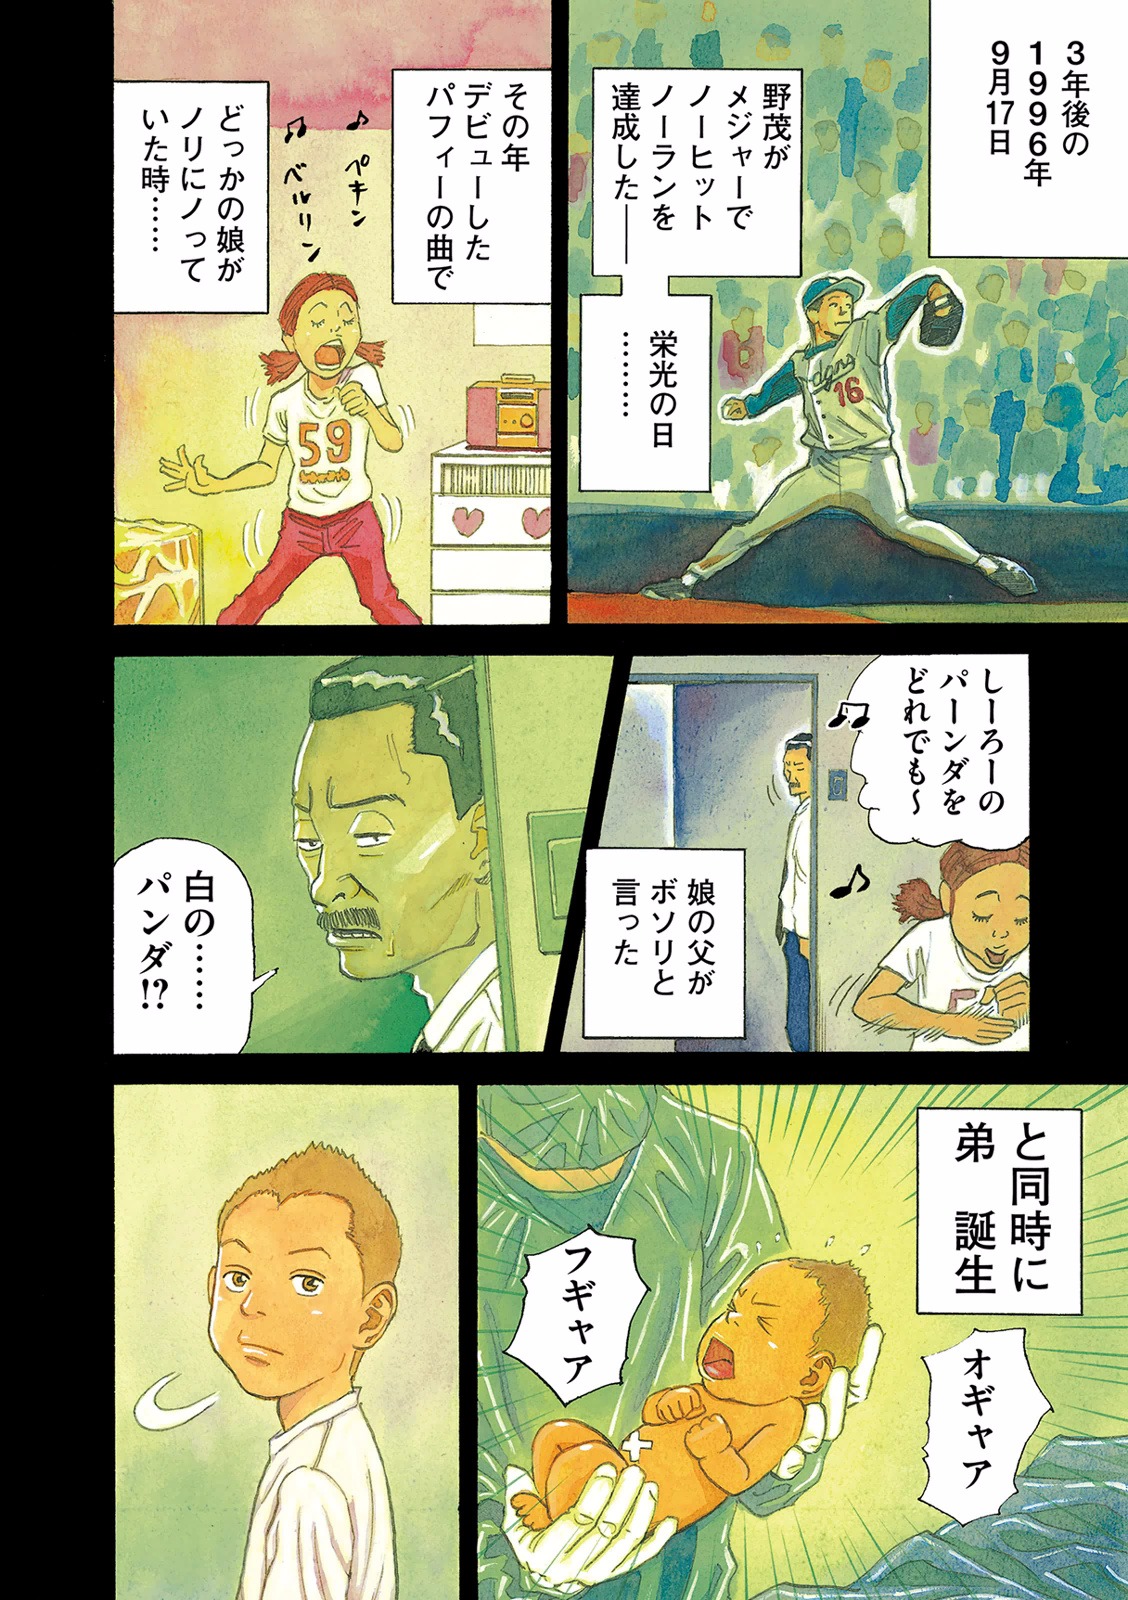 3年後の
1996年
9月17日
野茂が
メジャーで
ノーヒット
ノーランを
達成した――
栄光の日
………
dgers
16
その年
デビューした
パフィーの曲で
♪ペキン
♫ベルリン
どっかの娘が
ノリにノって
いた時……
59
しーろーの
パーンダを
どれでも〜
♫
♪
娘の父が
ボソリと
言った
白の……
パンダ!?
と同時に
弟 誕生
オギャア
フギャア